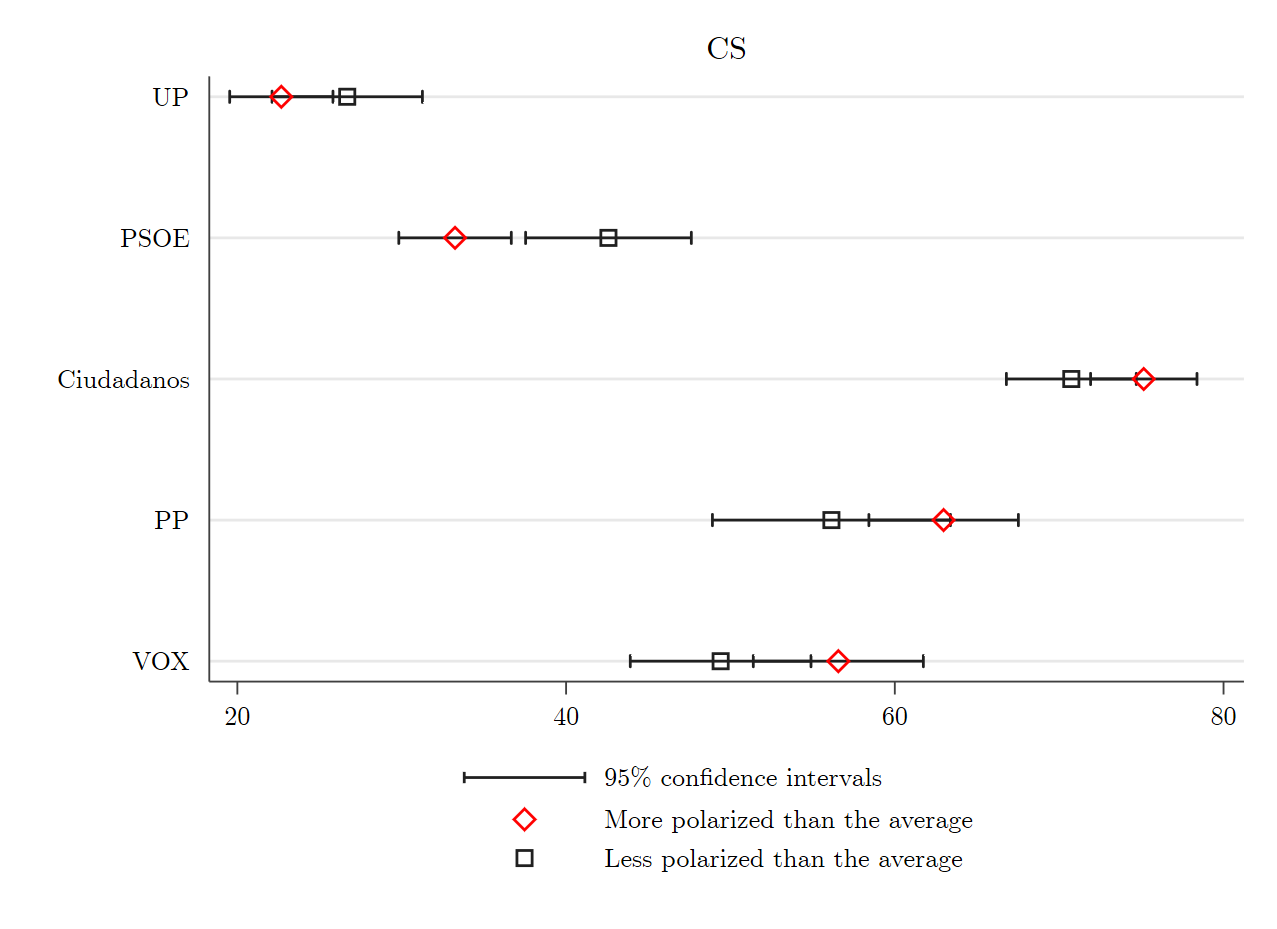 CS
UP
PSOE
Ciudadanos
PP
VOX
20 40 60 80
95% confidence intervals
More polarized than the average
Less polarized than the average